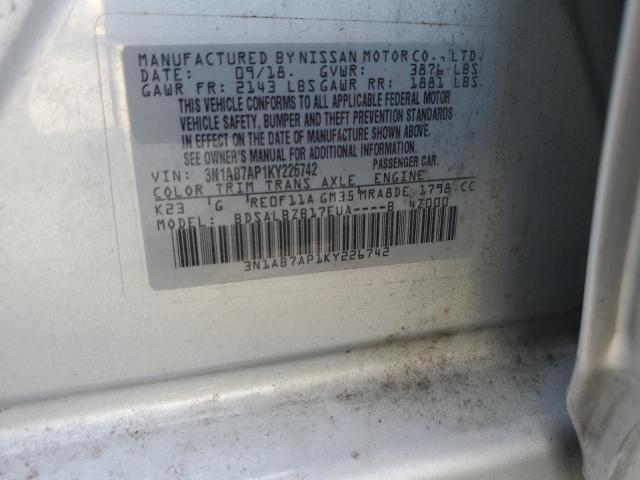 MANUFACTURED BY NISSAN MOTOR CO., LTD.
DATE: 09/18. GVWR: 3876 LBS
GAWR FR: 2143 LBS GAWR RR: 1881 LBS
THIS VEHICLE CONFORMS TO ALL APPLICABLE FEDERAL MOTOR
VEHICLE SAFETY, BUMPER AND THEFT PREVENTION STANDARDS
IN EFFECT ON THE DATE OF MANUFACTURE SHOWN ABOVE.
SEE OWNER'S MANUAL FOR ADDITIONAL INFORMATION.
VIN: 3N1AB7AP1KY226742 PASSENGER CAR.
COLOR TRIM TRANS AXLE ENGINE
K23 G RE0F11A GM35 MRA8DE 1798 CC
MODEL: BDSALBZB17EUA----B 4Z000
3N1AB7AP1KY226742